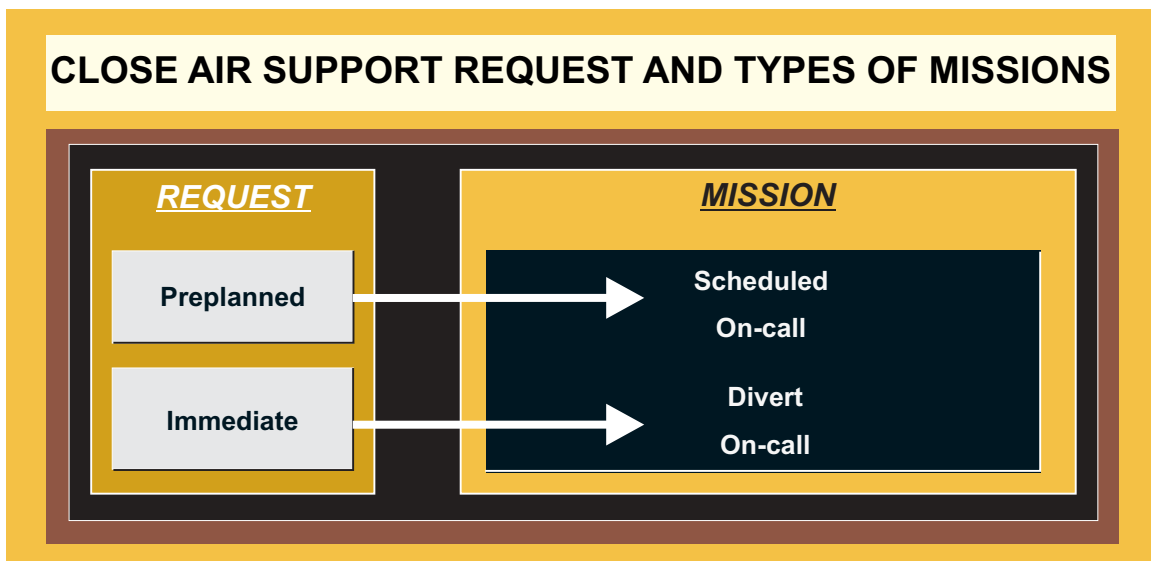 CLOSE AIR SUPPORT REQUEST AND TYPES OF MISSIONS
REQUEST
Preplanned
Immediate
MISSION
Scheduled
On-call
Divert
On-call